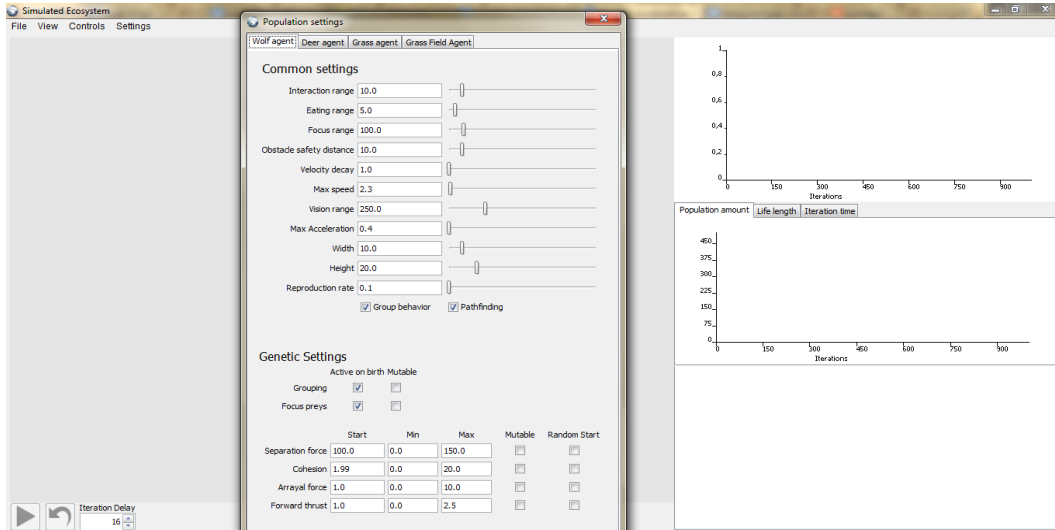 Simulated Ecosystem
File View Controls Settings
Population settings
Wolf agent Deer agent Grass agent Grass Field Agent
Common settings
Interaction range 10.0
Eating range 5.0
Focus range 100.0
Obstacle safety distance 10.0
Velocity decay 1.0
Max speed 2.3
Vision range 250.0
Max Acceleration 0.4
Width 10.0
Height 20.0
Reproduction rate 0.1
Group behavior Pathfinding
Genetic Settings
Active on birth Mutable
Grouping
Focus preys
Start Min Max Mutable Random Start
Separation force 100.0 0.0 150.0
Cohesion 1.99 0.0 20.0
Arrayal force 1.0 0.0 10.0
Forward thrust 1.0 0.0 2.5
Iteration Delay
16
1
0,8
0,6
0,4
0,2
0
0 150 300 450 600 750 900
Iterations
Population amount Life length Iteration time
450
375
300
225
150
75
0
0 150 300 450 600 750 900
Iterations